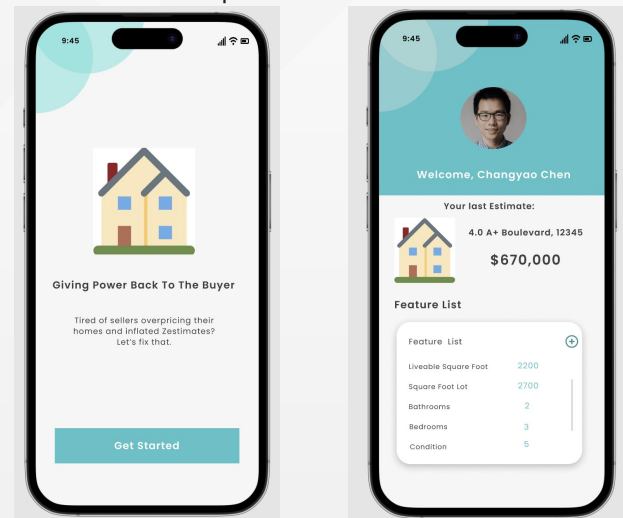 9:45
Giving Power Back To The Buyer
Tired of sellers overpricing their
homes and inflated Zestimates?
Let's fix that.
Get Started
9:45
Welcome, Changyao Chen
Your last Estimate:
4.0 A+ Boulevard, 12345
$670,000
Feature List
Feature List
Liveable Square Foot 2200
Square Foot Lot 2700
Bathrooms 2
Bedrooms 3
Condition 5